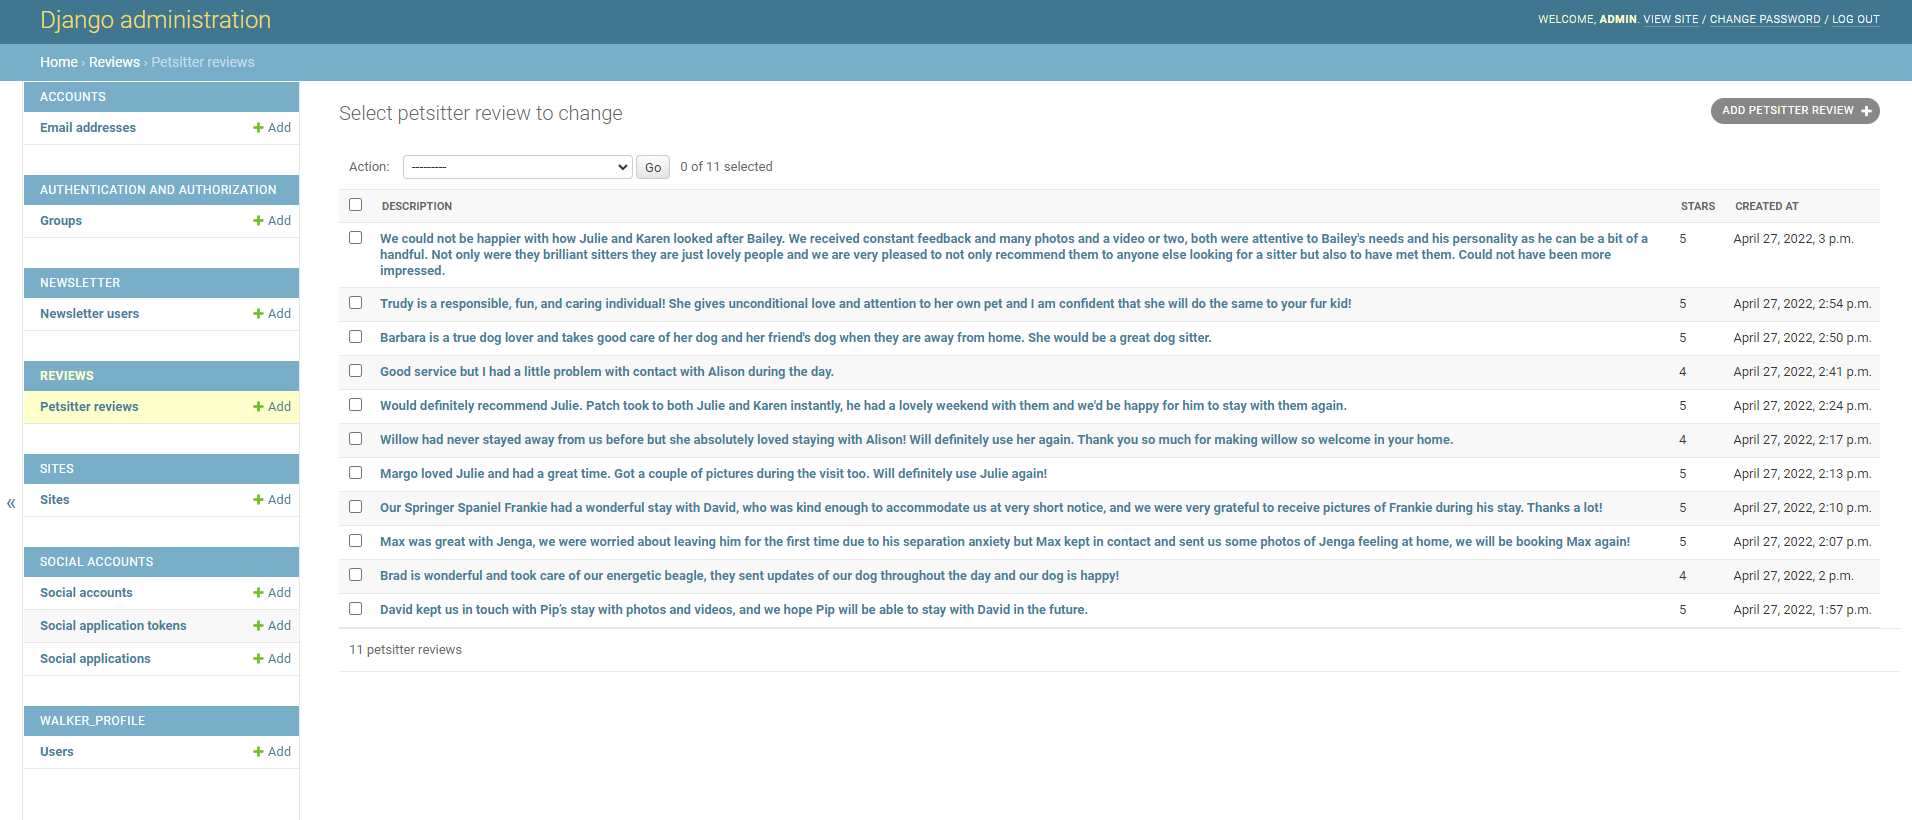 Django administration
WELCOME, ADMIN. VIEW SITE / CHANGE PASSWORD / LOG OUT
Home › Reviews › Petsitter reviews
ACCOUNTS
Email addresses + Add
AUTHENTICATION AND AUTHORIZATION
Groups + Add
NEWSLETTER
Newsletter users + Add
REVIEWS
Petsitter reviews + Add
SITES
Sites + Add
SOCIAL ACCOUNTS
Social accounts + Add
Social application tokens + Add
Social applications + Add
WALKER_PROFILE
Users + Add
«
Select petsitter review to change
ADD PETSITTER REVIEW +
Action: --------- Go 0 of 11 selected
DESCRIPTION STARS CREATED AT
We could not be happier with how Julie and Karen looked after Bailey. We received constant feedback and many photos and a video or two, both were attentive to Bailey's needs and his personality as he can be a bit of a 5 April 27, 2022, 3 p.m.
handful. Not only were they brilliant sitters they are just lovely people and we are very pleased to not only recommend them to anyone else looking for a sitter but also to have met them. Could not have been more
impressed.
Trudy is a responsible, fun, and caring individual! She gives unconditional love and attention to her own pet and I am confident that she will do the same to your fur kid! 5 April 27, 2022, 2:54 p.m.
Barbara is a true dog lover and takes good care of her dog and her friend's dog when they are away from home. She would be a great dog sitter. 5 April 27, 2022, 2:50 p.m.
Good service but I had a little problem with contact with Alison during the day. 4 April 27, 2022, 2:41 p.m.
Would definitely recommend Julie. Patch took to both Julie and Karen instantly, he had a lovely weekend with them and we'd be happy for him to stay with them again. 5 April 27, 2022, 2:24 p.m.
Willow had never stayed away from us before but she absolutely loved staying with Alison! Will definitely use her again. Thank you so much for making willow so welcome in your home. 4 April 27, 2022, 2:17 p.m.
Margo loved Julie and had a great time. Got a couple of pictures during the visit too. Will definitely use Julie again! 5 April 27, 2022, 2:13 p.m.
Our Springer Spaniel Frankie had a wonderful stay with David, who was kind enough to accommodate us at very short notice, and we were very grateful to receive pictures of Frankie during his stay. Thanks a lot! 5 April 27, 2022, 2:10 p.m.
Max was great with Jenga, we were worried about leaving him for the first time due to his separation anxiety but Max kept in contact and sent us some photos of Jenga feeling at home, we will be booking Max again! 5 April 27, 2022, 2:07 p.m.
Brad is wonderful and took care of our energetic beagle, they sent updates of our dog throughout the day and our dog is happy! 4 April 27, 2022, 2 p.m.
David kept us in touch with Pip's stay with photos and videos, and we hope Pip will be able to stay with David in the future. 5 April 27, 2022, 1:57 p.m.
11 petsitter reviews